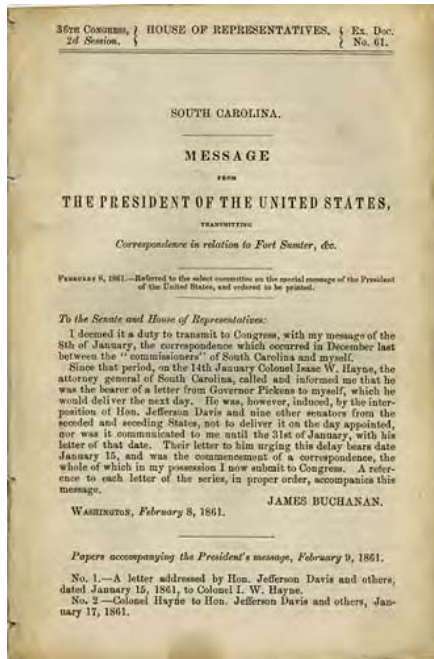 36TH CONGRESS, HOUSE OF REPRESENTATIVES. Ex. Doc.
2d Session. No. 61.
SOUTH CAROLINA.
MESSAGE
FROM
THE PRESIDENT OF THE UNITED STATES,
TRANSMITTING
Correspondence in relation to Fort Sumter, &c.
FEBRUARY 8, 1861.—Referred to the select committee on the special message of the President
of the United States, and ordered to be printed.
To the Senate and House of Representatives:
I deemed it a duty to transmit to Congress, with my message of the
8th of January, the correspondence which occurred in December last
between the "commissioners" of South Carolina and myself.
Since that period, on the 14th January Colonel Isaac W. Hayne, the
attorney general of South Carolina, called and informed me that he
was the bearer of a letter from Governor Pickens to myself, which he
would deliver the next day. He was, however, induced, by the inter-
position of Hon. Jefferson Davis and nine other senators from the
seceded and seceding States, not to deliver it on the day appointed,
nor was it communicated to me until the 31st of January, with his
letter of that date. Their letter to him urging this delay bears date
January 15, and was the commencement of a correspondence, the
whole of which in my possession I now submit to Congress. A refer-
ence to each letter of the series, in proper order, accompanies this
message.
JAMES BUCHANAN.
WASHINGTON, February 8, 1861.
Papers accompanying the President's message, February 9, 1861.
No. 1.—A letter addressed by Hon. Jefferson Davis and others,
dated January 15, 1861, to Colonel I. W. Hayne.
No. 2—Colonel Hayne to Hon. Jefferson Davis and others, Jan-
uary 17, 1861.